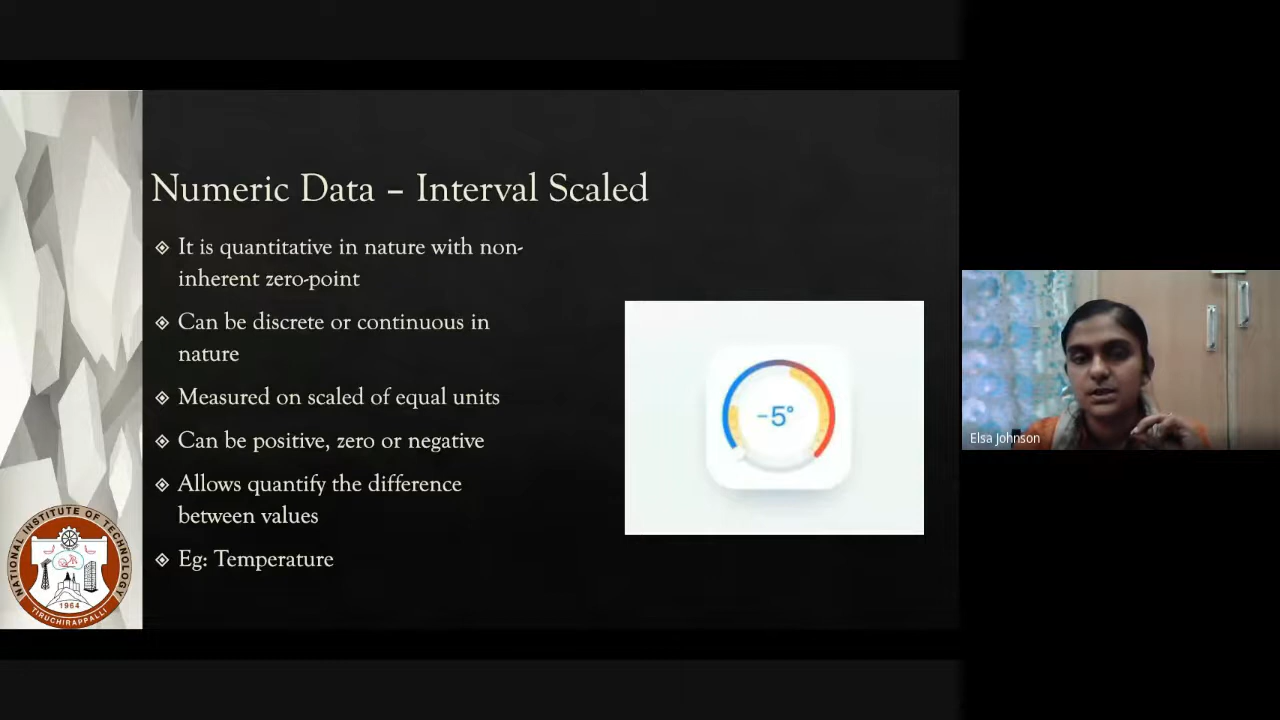 Numeric Data – Interval Scaled
It is quantitative in nature with non-
inherent zero-point
Can be discrete or continuous in
nature
Measured on scaled of equal units
Can be positive, zero or negative
Allows quantify the difference
between values
Eg: Temperature
-5°
Elsa Johnson
NATIONAL INSTITUTE OF TECHNOLOGY
1964
TIRUCHIRAPPALLI